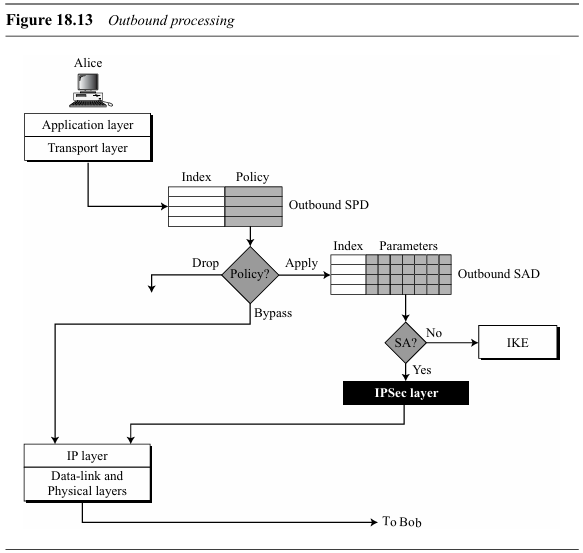 Figure 18.13 Outbound processing
Alice
Application layer
Transport layer
Index Policy
Outbound SPD
Drop
Policy?
Apply
Bypass
Index Parameters
Outbound SAD
SA?
No
IKE
Yes
IPSec layer
IP layer
Data-link and
Physical layers
To Bob